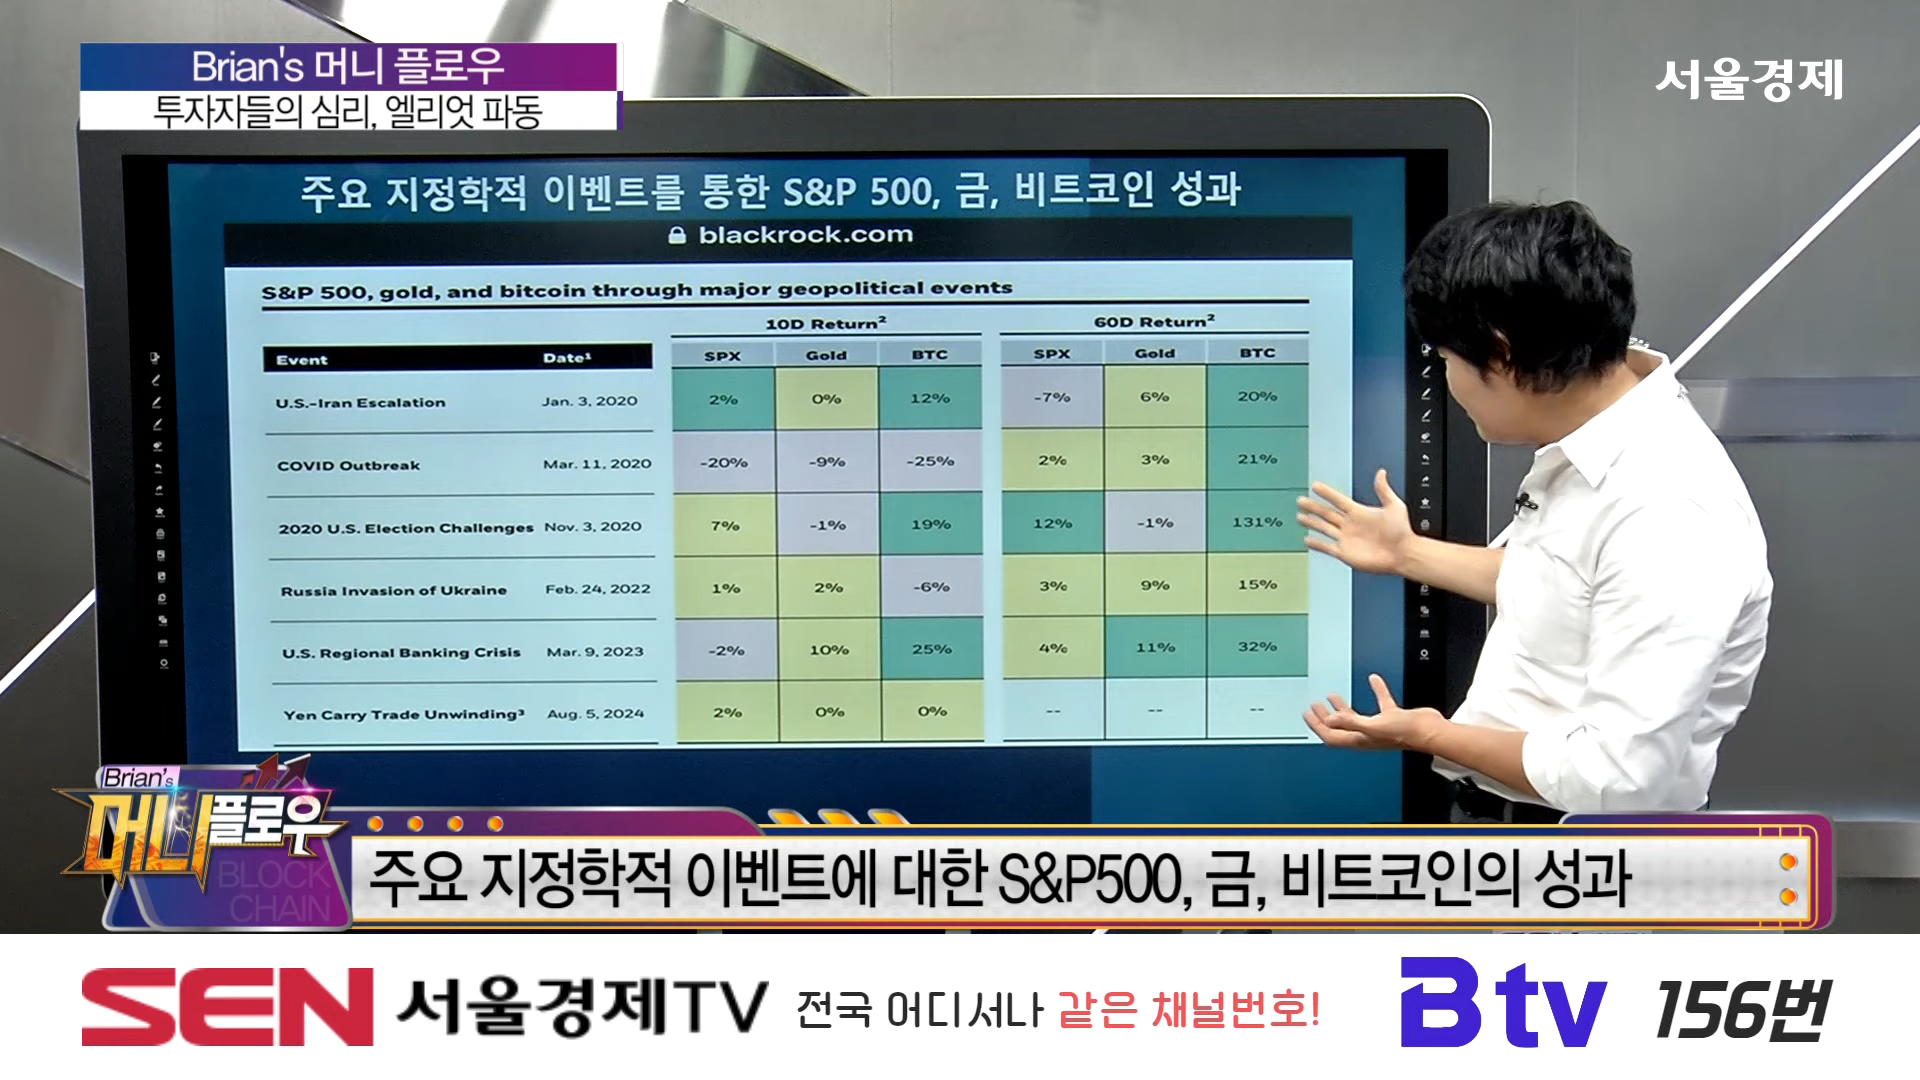 Brian's 머니 플로우
투자자들의 심리, 엘리엇 파동
서울경제
주요 지정학적 이벤트를 통한 S&P 500, 금, 비트코인 성과
blackrock.com
S&P 500, gold, and bitcoin through major geopolitical events
10D Return² 60D Return²
Event Date¹ SPX Gold BTC SPX Gold BTC
U.S.-Iran Escalation Jan. 3, 2020 2% 0% 12% -7% 6% 20%
COVID Outbreak Mar. 11, 2020 -20% -9% -25% 2% 3% 21%
2020 U.S. Election Challenges Nov. 3, 2020 7% -1% 19% 12% -1% 131%
Russia Invasion of Ukraine Feb. 24, 2022 1% 2% -6% 3% 9% 15%
U.S. Regional Banking Crisis Mar. 9, 2023 -2% 10% 25% 4% 11% 32%
Yen Carry Trade Unwinding³ Aug. 5, 2024 2% 0% 0% -- -- --
Brian's
머니플로우
BLOCK
CHAIN
주요 지정학적 이벤트에 대한 S&P500, 금, 비트코인의 성과
SEN 서울경제TV 전국 어디서나 같은 채널번호! B tv 156번